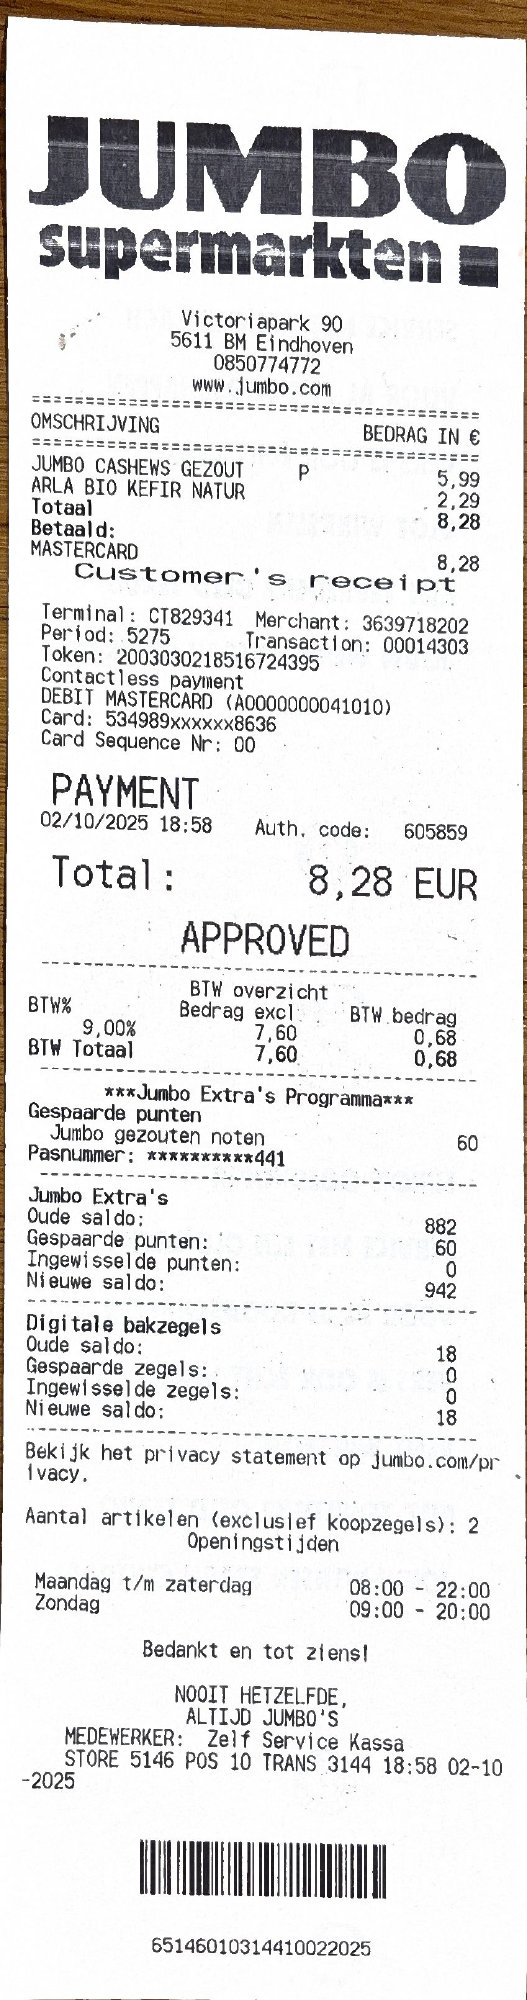 JUMBO
supermarkten
Victoriapark 90
5611 BM Eindhoven
0850774772
www.jumbo.com
OMSCHRIJVING BEDRAG IN €
JUMBO CASHEWS GEZOUT P 5,99
ARLA BIO KEFIR NATUR 2,29
Totaal 8,28
Betaald:
MASTERCARD 8,28
Customer's receipt
Terminal: CT829341 Merchant: 3639718202
Period: 5275 Transaction: 00014303
Token: 2003030218516724395
Contactless payment
DEBIT MASTERCARD (A0000000041010)
Card: 534989xxxxxx8636
Card Sequence Nr: 00
PAYMENT
02/10/2025 18:58 Auth. code: 605859
Total: 8,28 EUR
APPROVED
BTW overzicht
BTW% Bedrag excl BTW bedrag
9,00% 7,60 0,68
BTW Totaal 7,60 0,68
***Jumbo Extra's Programma***
Gespaarde punten
Jumbo gezouten noten 60
Pasnummer: **********441
Jumbo Extra's
Oude saldo: 882
Gespaarde punten: 60
Ingewisselde punten: 0
Nieuwe saldo: 942
Digitale bakzegels
Oude saldo: 18
Gespaarde zegels: 0
Ingewisselde zegels: 0
Nieuwe saldo: 18
Bekijk het privacy statement op jumbo.com/pr
ivacy.
Aantal artikelen (exclusief koopzegels): 2
Openingstijden
Maandag t/m zaterdag 08:00 - 22:00
Zondag 09:00 - 20:00
Bedankt en tot ziens!
NOOIT HETZELFDE,
ALTIJD JUMBO'S
MEDEWERKER: Zelf Service Kassa
STORE 5146 POS 10 TRANS 3144 18:58 02-10
-2025
65146010314410022025